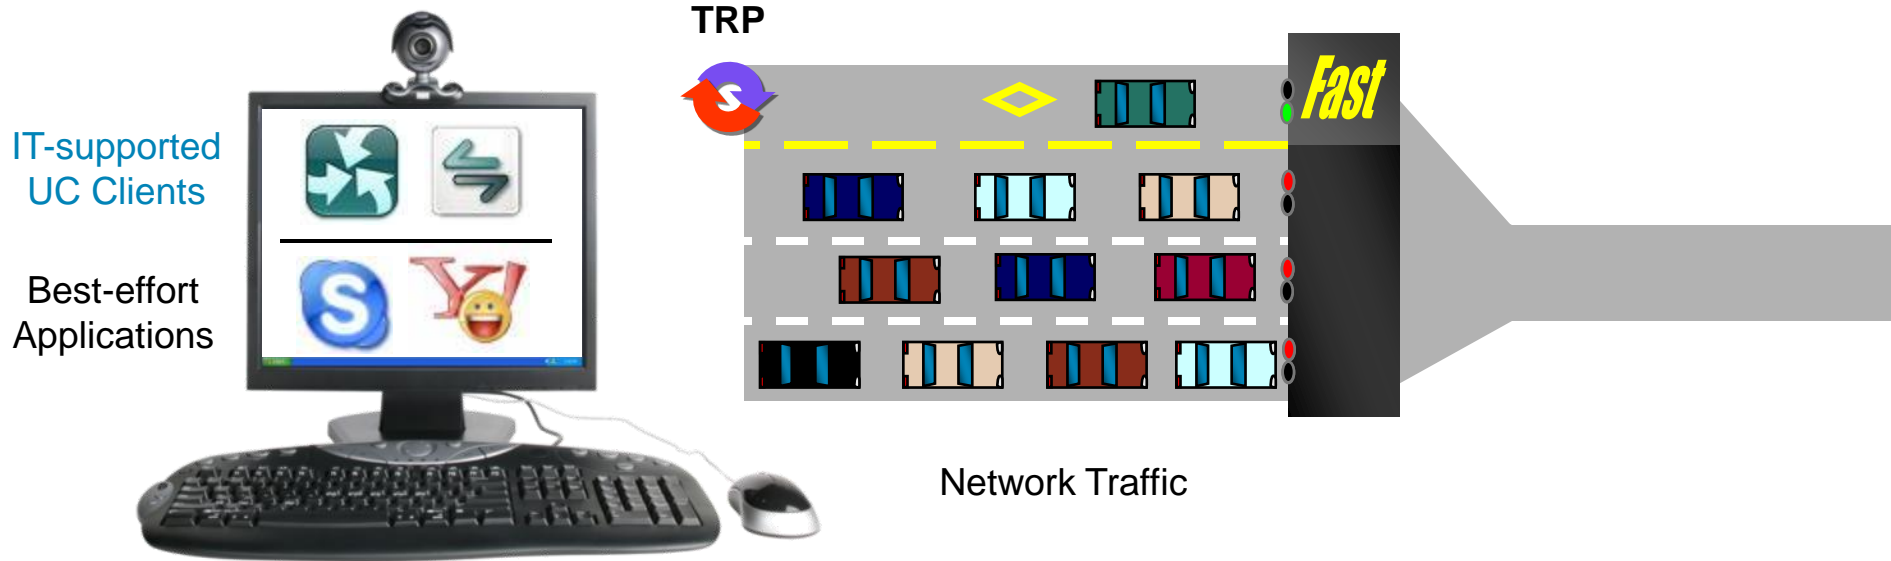 TRP
Fast
IT-supported
UC Clients
S
Y!
S
Best-effort
Applications
Network Traffic